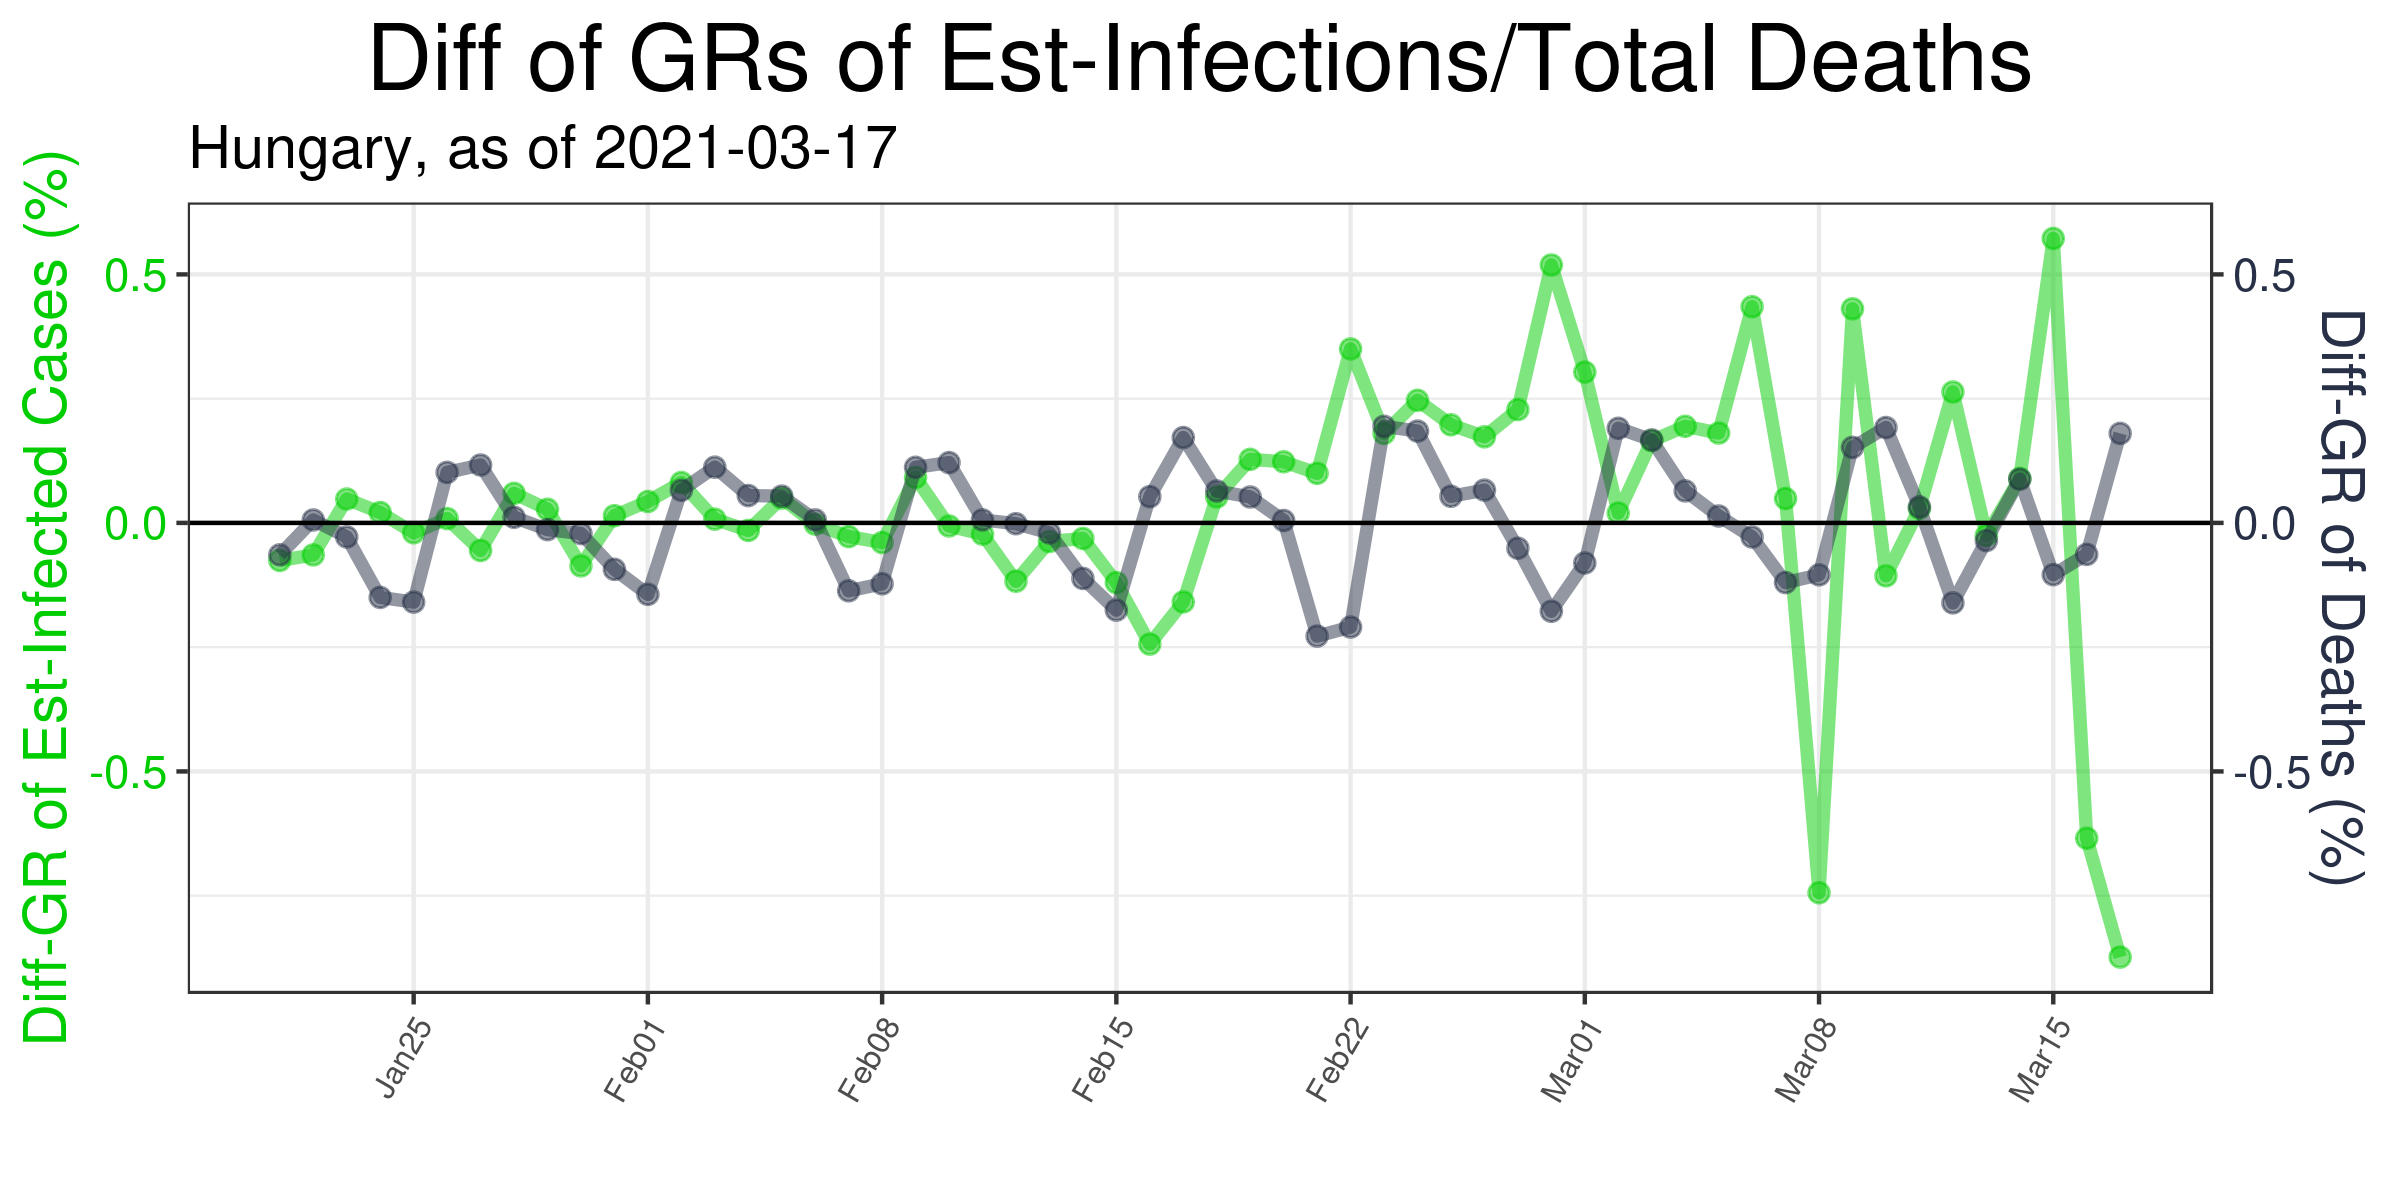 Diff of GRs of Est-Infections/Total Deaths
Hungary, as of 2021-03-17
Diff-GR of Est-Infected Cases (%)
0.5
0.0
-0.5
0.5
0.0
-0.5
Diff-GR of Deaths (%)
Jan25
Feb01
Feb08
Feb15
Feb22
Mar01
Mar08
Mar15